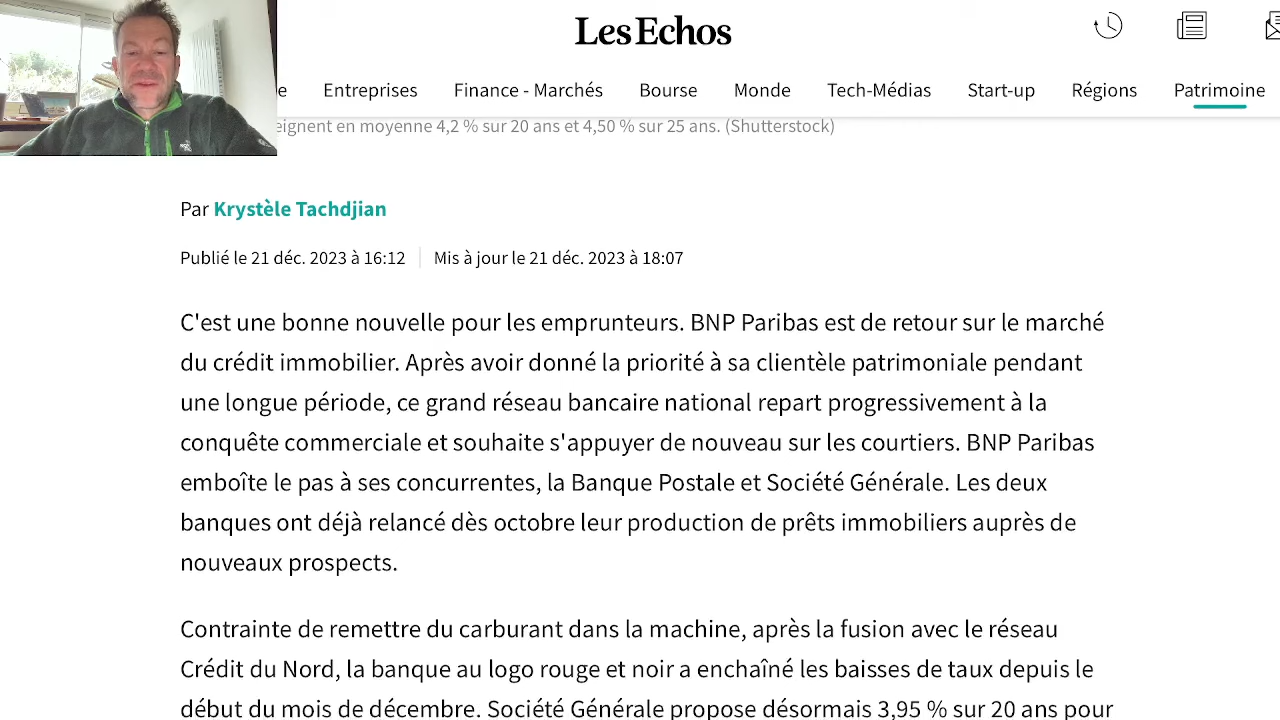 Les Echos
e Entreprises Finance - Marchés Bourse Monde Tech-Médias Start-up Régions Patrimoine
eignent en moyenne 4,2 % sur 20 ans et 4,50 % sur 25 ans. (Shutterstock)
Par Krystèle Tachdjian
Publié le 21 déc. 2023 à 16:12 Mis à jour le 21 déc. 2023 à 18:07
C'est une bonne nouvelle pour les emprunteurs. BNP Paribas est de retour sur le marché
du crédit immobilier. Après avoir donné la priorité à sa clientèle patrimoniale pendant
une longue période, ce grand réseau bancaire national repart progressivement à la
conquête commerciale et souhaite s'appuyer de nouveau sur les courtiers. BNP Paribas
emboîte le pas à ses concurrentes, la Banque Postale et Société Générale. Les deux
banques ont déjà relancé dès octobre leur production de prêts immobiliers auprès de
nouveaux prospects.
Contrainte de remettre du carburant dans la machine, après la fusion avec le réseau
Crédit du Nord, la banque au logo rouge et noir a enchaîné les baisses de taux depuis le
début du mois de décembre. Société Générale propose désormais 3,95 % sur 20 ans pour